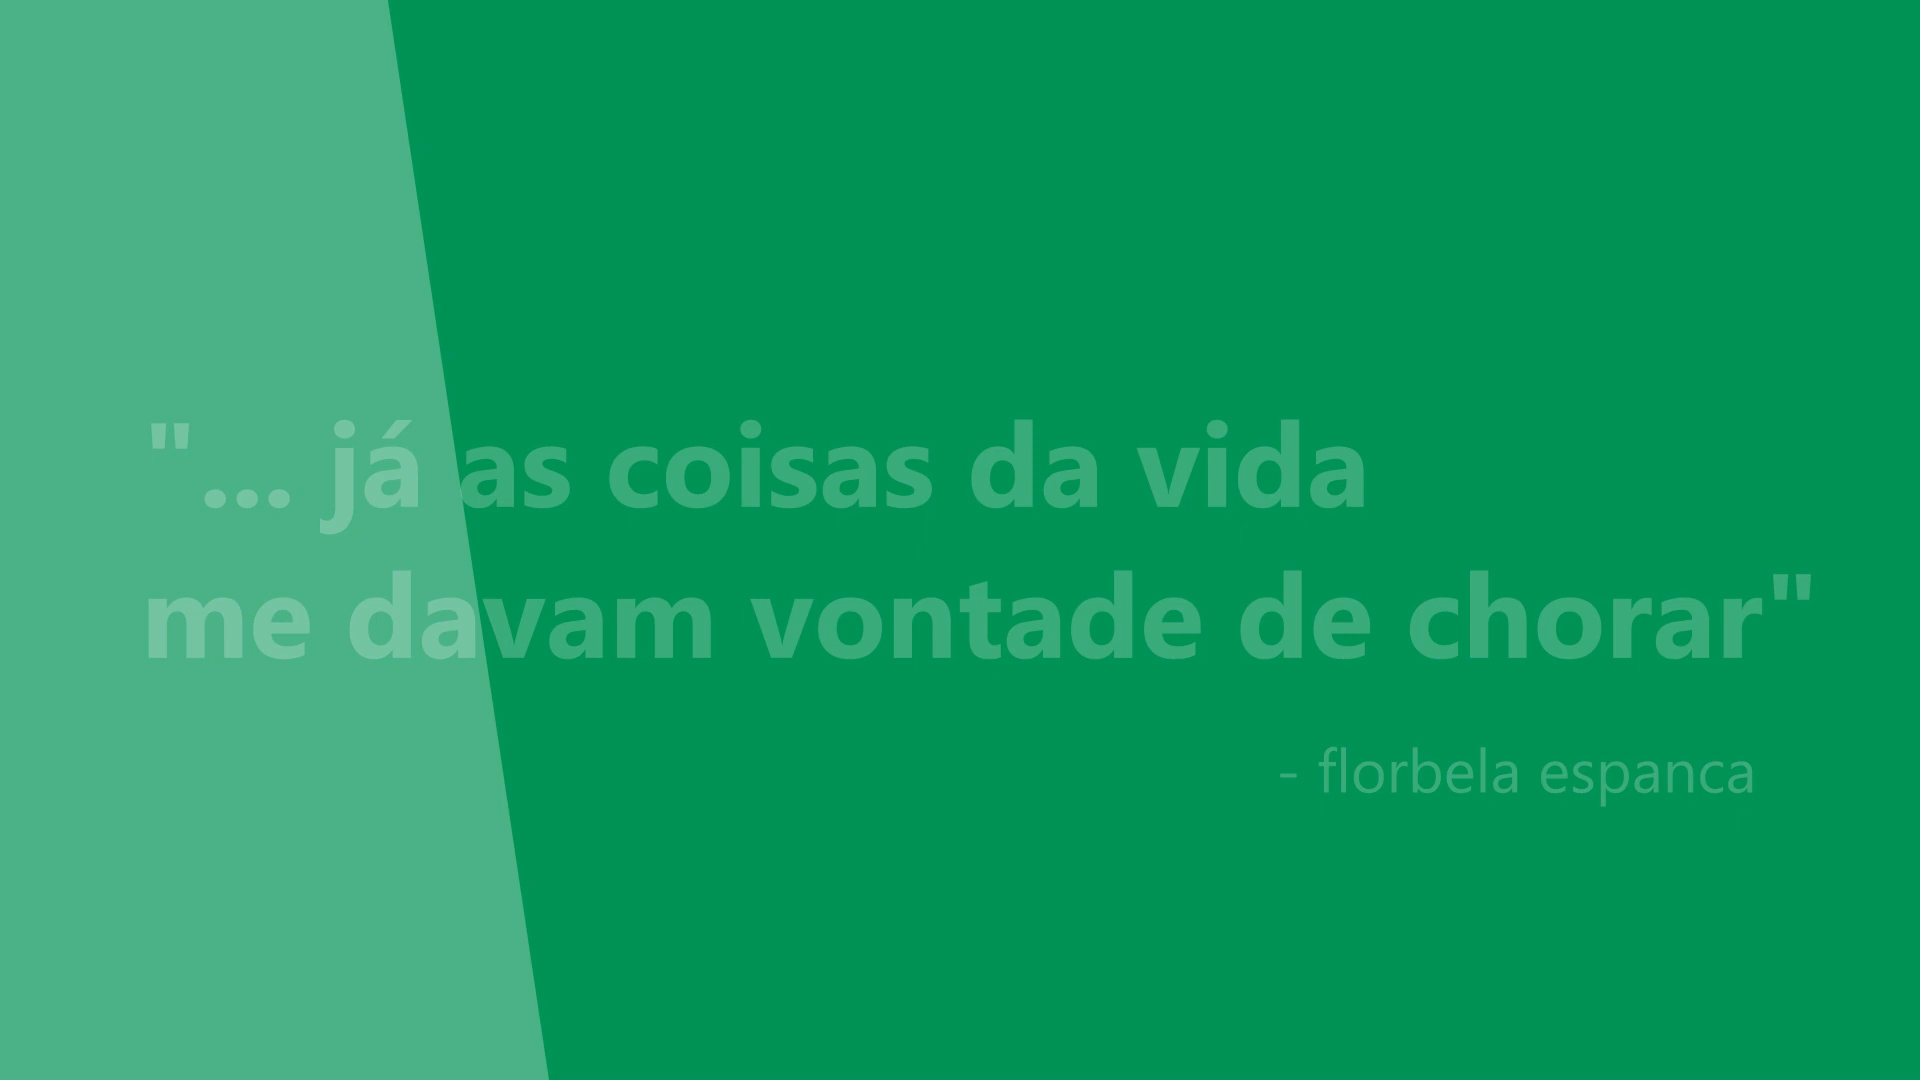 "... já as coisas da vida
me davam vontade de chorar"
- florbela espanca